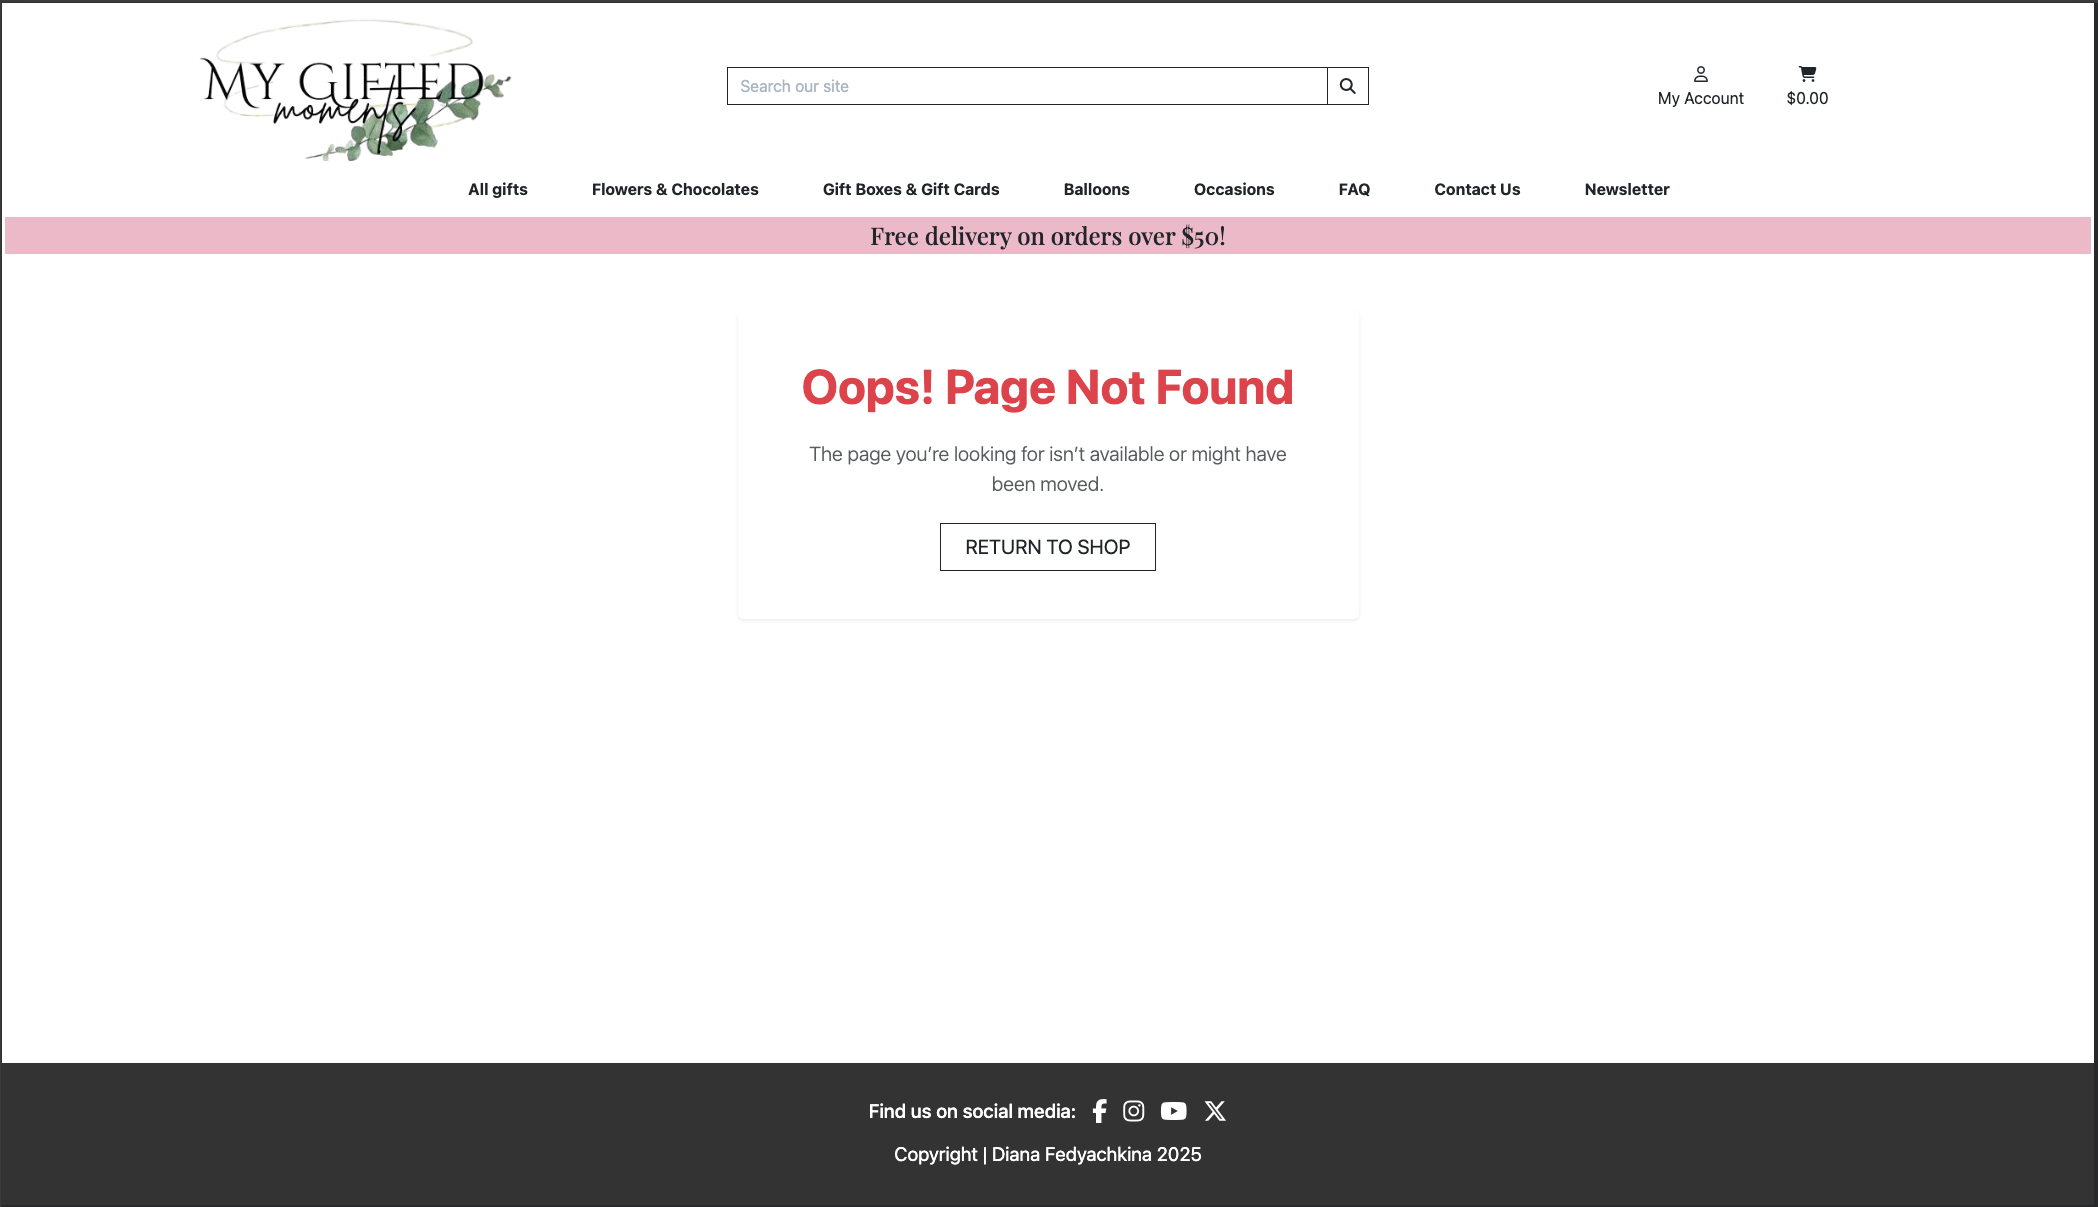 MY GIFTED
moments
Search our site
My Account
$0.00
All gifts
Flowers & Chocolates
Gift Boxes & Gift Cards
Balloons
Occasions
FAQ
Contact Us
Newsletter
Free delivery on orders over $50!
Oops! Page Not Found
The page you’re looking for isn’t available or might have
been moved.
RETURN TO SHOP
Find us on social media:
Copyright | Diana Fedyachkina 2025